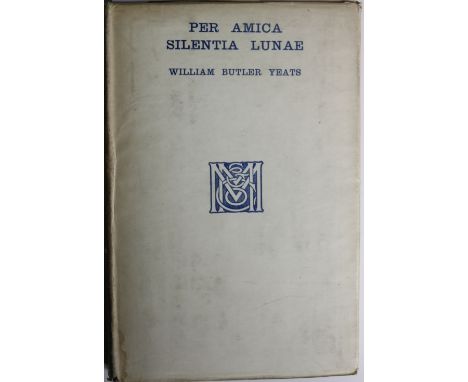 PER AMICA
SILENTIA LUNAE
WILLIAM BUTLER YEATS